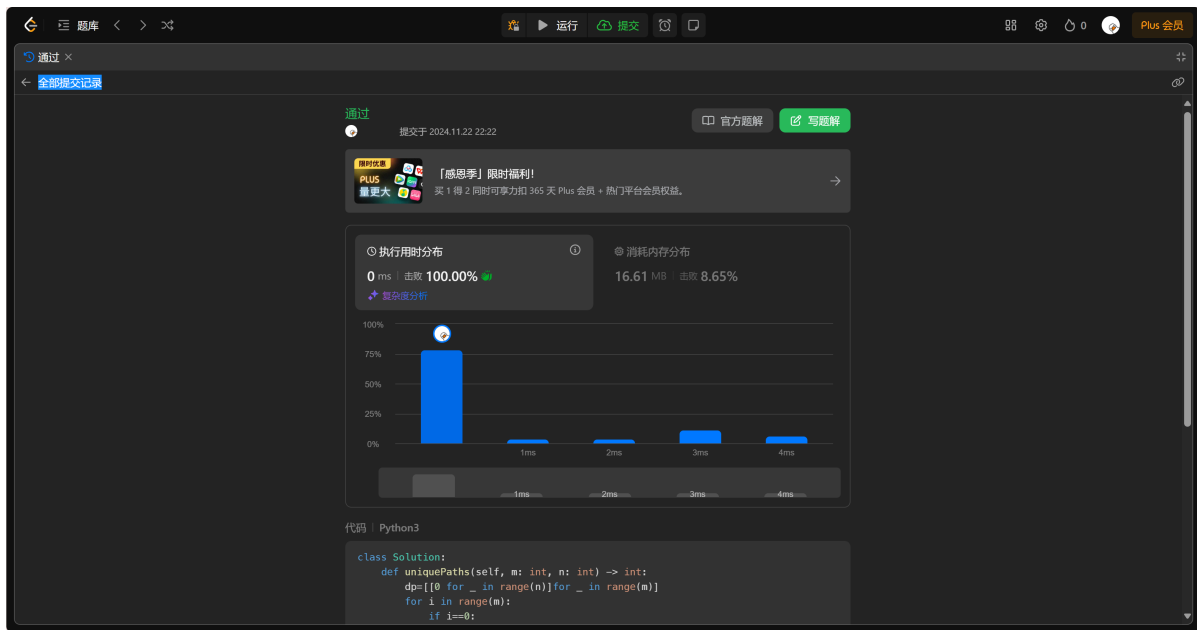 题库 运行 提交 0 Plus 会员
通过
全部提交记录
通过
提交于 2024.11.22 22:22
官方题解 写题解
限时优惠
PLUS
量更大
「感恩季」限时福利!
买 1 得 2 同时可享力扣 365 天 Plus 会员 + 热门平台会员权益。
执行用时分布
0 ms 击败 100.00%
复杂度分析
消耗内存分布
16.61 MB 击败 8.65%
100%
75%
50%
25%
0%
1ms 2ms 3ms 4ms
1ms 2ms 3ms 4ms
代码 Python3
class Solution:
    def uniquePaths(self, m: int, n: int) -> int:
        dp=[[0 for _ in range(n)]for _ in range(m)]
        for i in range(m):
            if i==0: